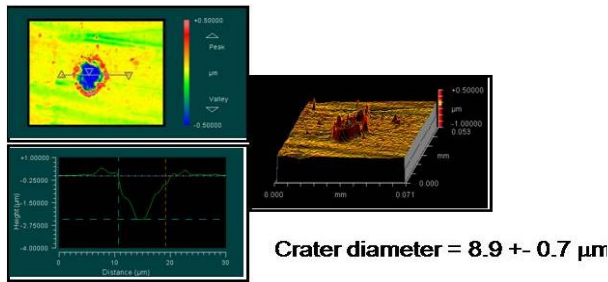 +0.50000
Peak
µm
Valley
-0.50000
+0.50000
µm
-1.00000
0.053
mm
0.000
0.000
mm
0.071
+1.00000
-0.25000
-1.50000
-2.75000
-4.00000
Height (µm)
0
10
20
30
Distance (µm)
Crater diameter = 8.9 +- 0.7 µm